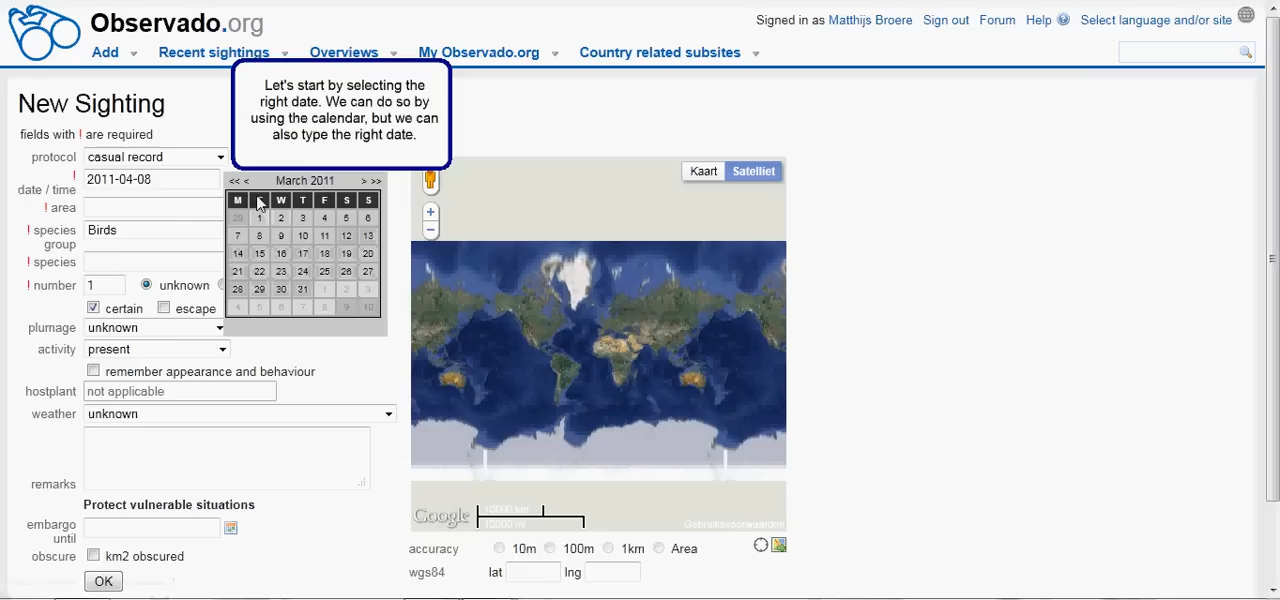 Observado.org
Signed in as Matthijs Broere Sign out Forum Help Select language and/or site
Add Recent sightings Overviews My Observado.org Country related subsites
Let's start by selecting the
right date. We can do so by
using the calendar, but we can
also type the right date.
New Sighting
fields with ! are required
protocol casual record
! date / time 2011-04-08
! area
! species group Birds
! species
! number 1 unknown
certain escape
plumage unknown
activity present
remember appearance and behaviour
hostplant not applicable
weather unknown
remarks
Protect vulnerable situations
embargo until
obscure km2 obscured
OK
<< < March 2011 > >>
M W T F S S
29 1 2 3 4 5 6
7 8 9 10 11 12 13
14 15 16 17 18 19 20
21 22 23 24 25 26 27
28 29 30 31 1 2 3
4 5 6 7 8 9 10
Kaart Satelliet
+
−
Google
10000 km
10000 mi
Gebruiksvoorwaarden
accuracy 10m 100m 1km Area
wgs84 lat lng